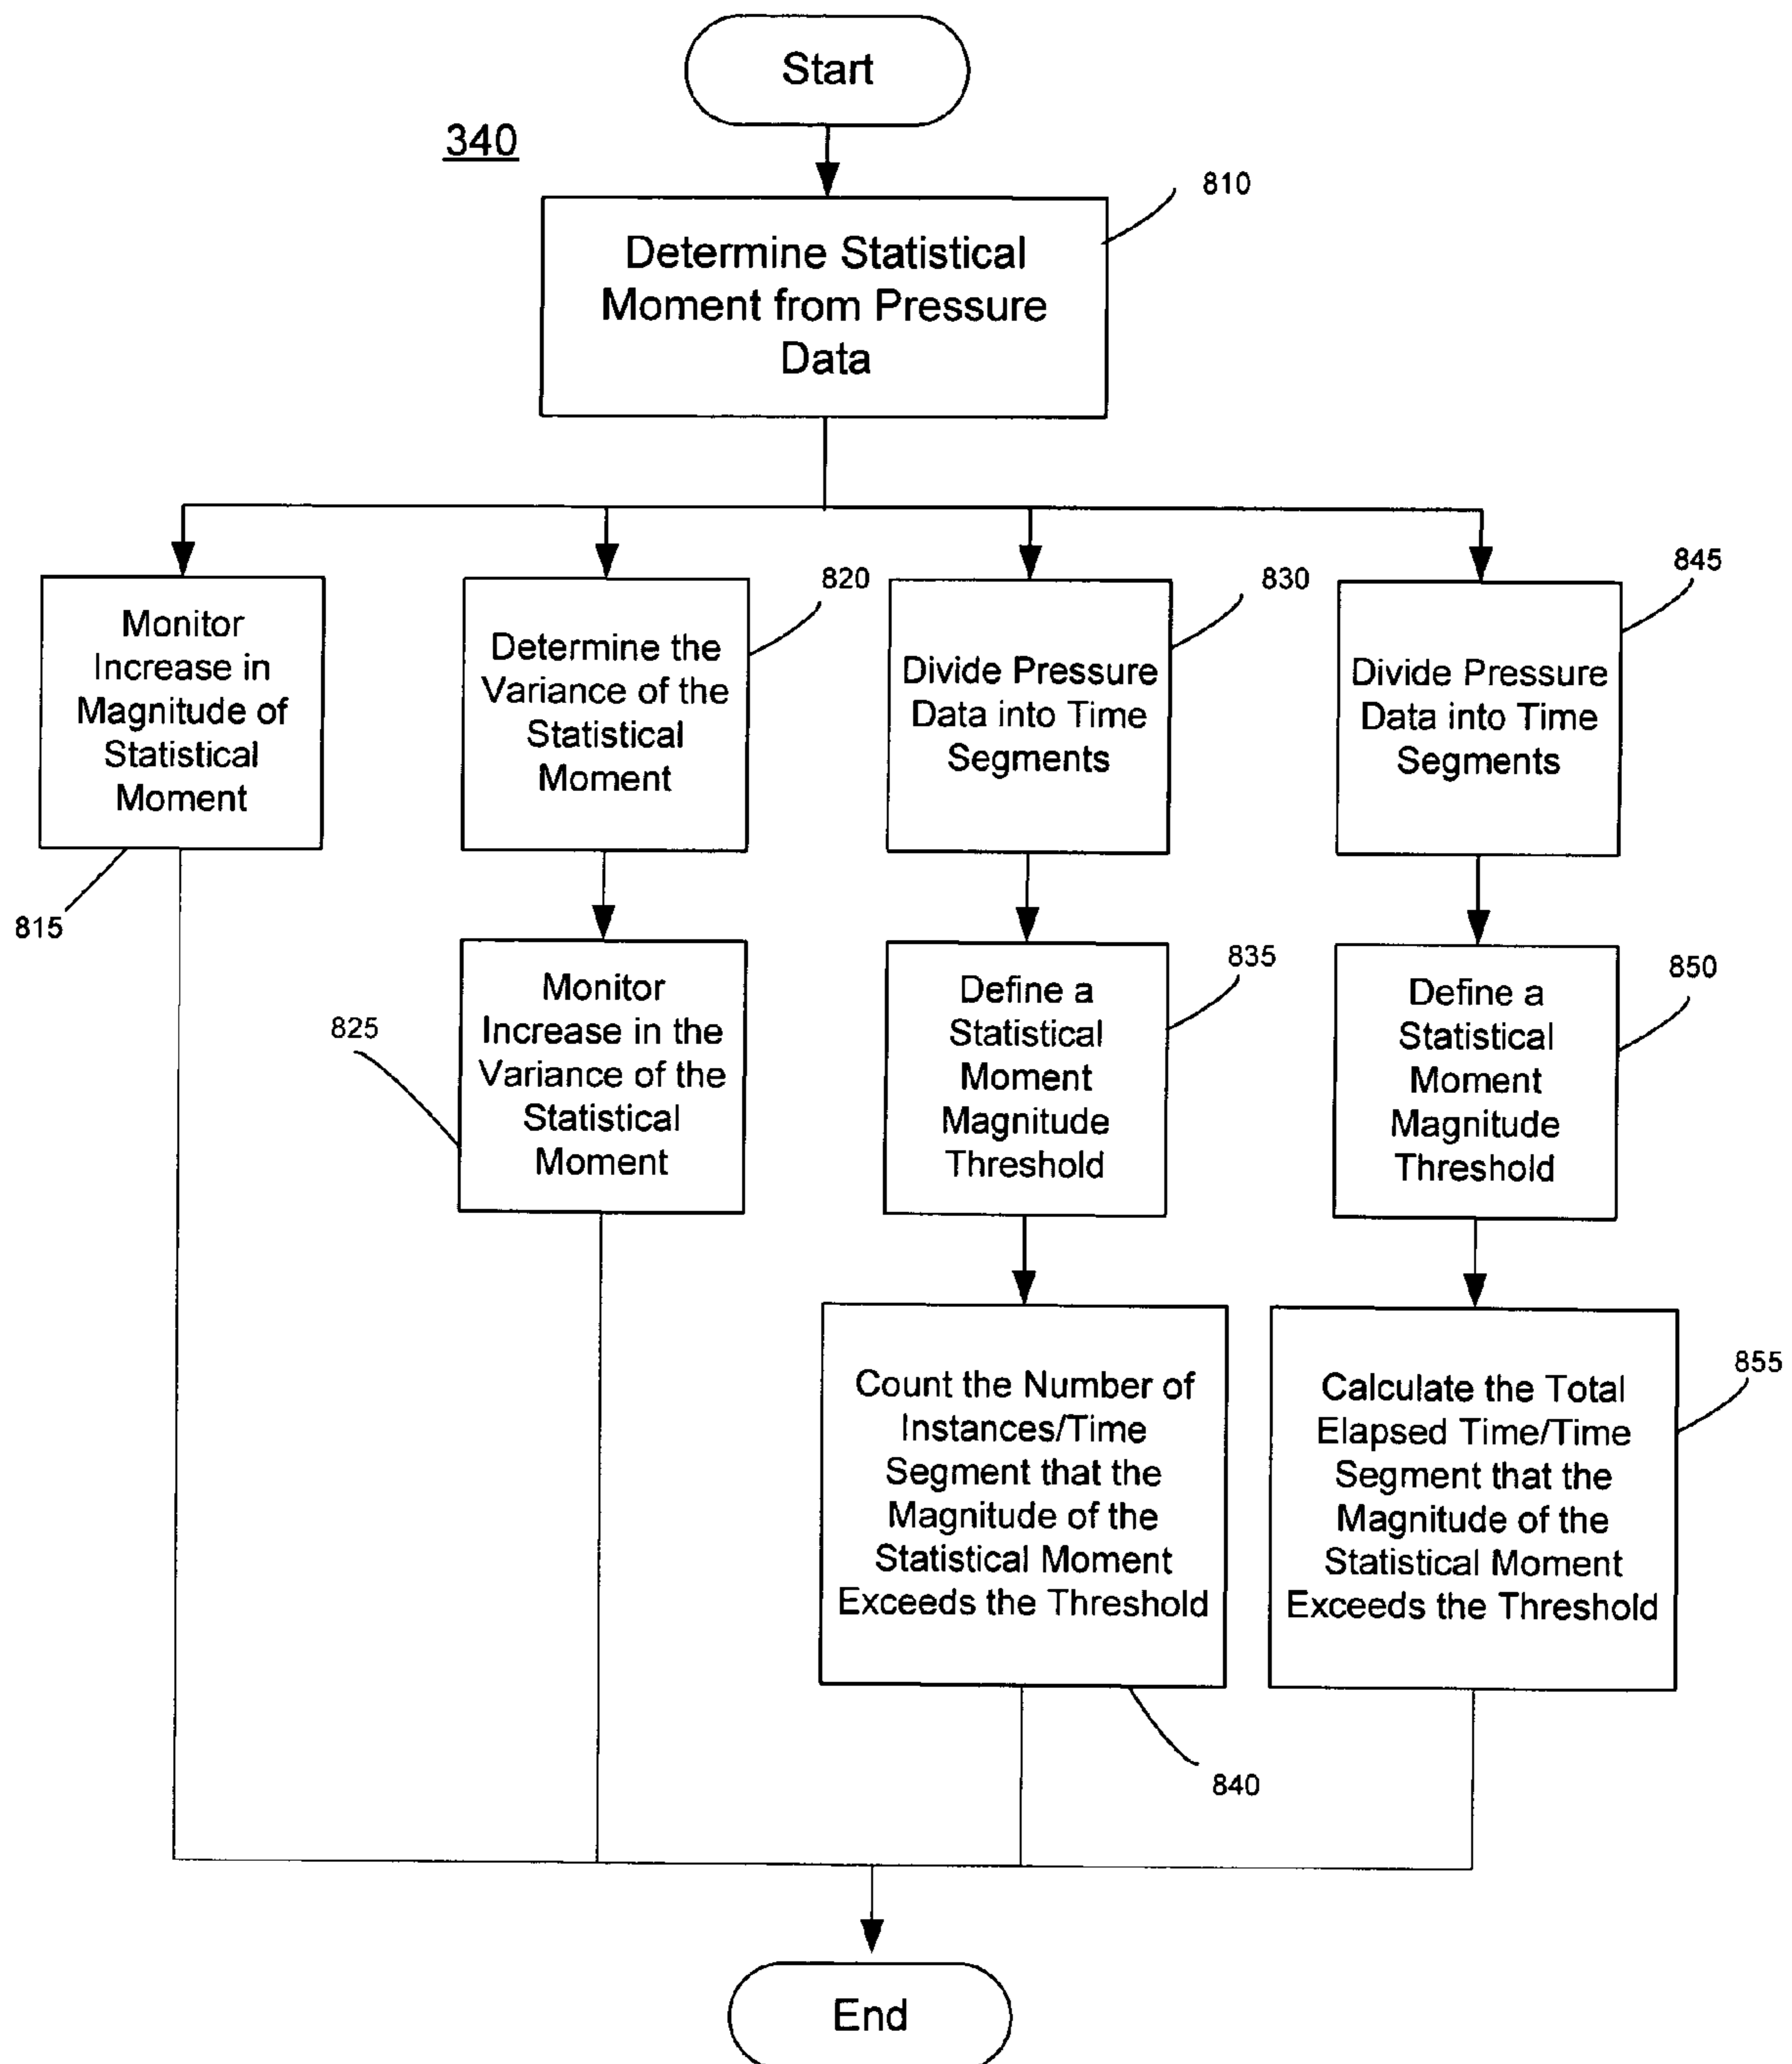 Start
340
810
Determine Statistical
Moment from Pressure
Data
Monitor
Increase in
Magnitude of
Statistical
Moment
815
820
Determine the
Variance of the
Statistical
Moment
825
Monitor
Increase in the
Variance of the
Statistical
Moment
830
Divide Pressure
Data into Time
Segments
835
Define a
Statistical
Moment
Magnitude
Threshold
Count the Number of
Instances/Time
Segment that the
Magnitude of the
Statistical Moment
Exceeds the Threshold
840
845
Divide Pressure
Data into Time
Segments
850
Define a
Statistical
Moment
Magnitude
Threshold
855
Calculate the Total
Elapsed Time/Time
Segment that the
Magnitude of the
Statistical Moment
Exceeds the Threshold
End